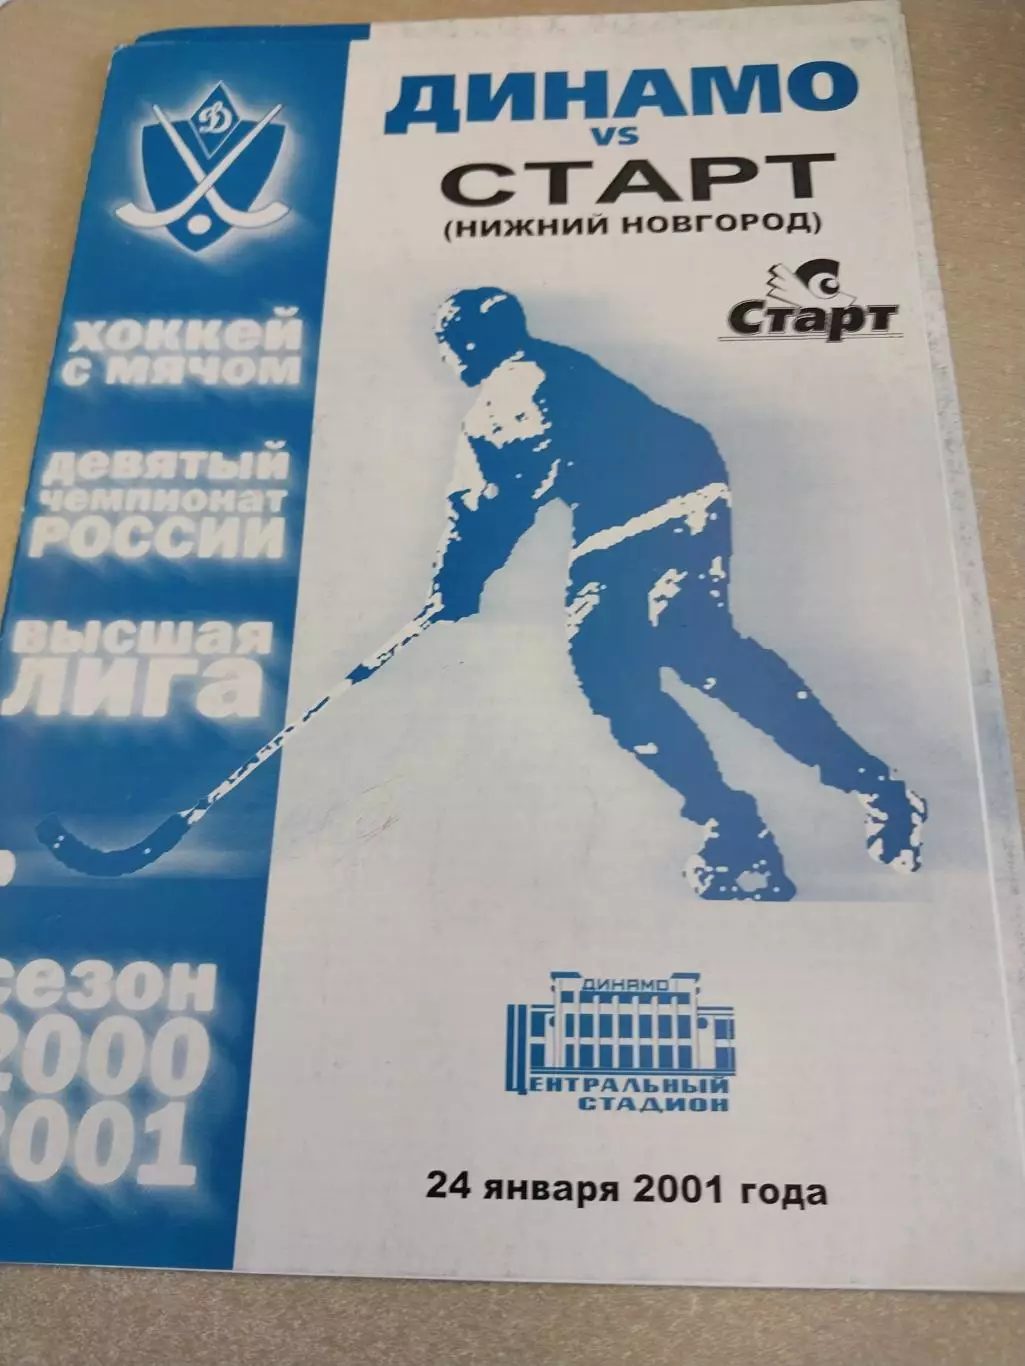 Д
ДИНАМО
vs
СТАРТ
(НИЖНИЙ НОВГОРОД)
Старт
хоккей
с мячом
девятый
чемпионат
РОССИИ
высшая
лига
сезон
2000
2001
ДИНАМО
ЦЕНТРАЛЬНЫЙ
СТАДИОН
24 января 2001 года